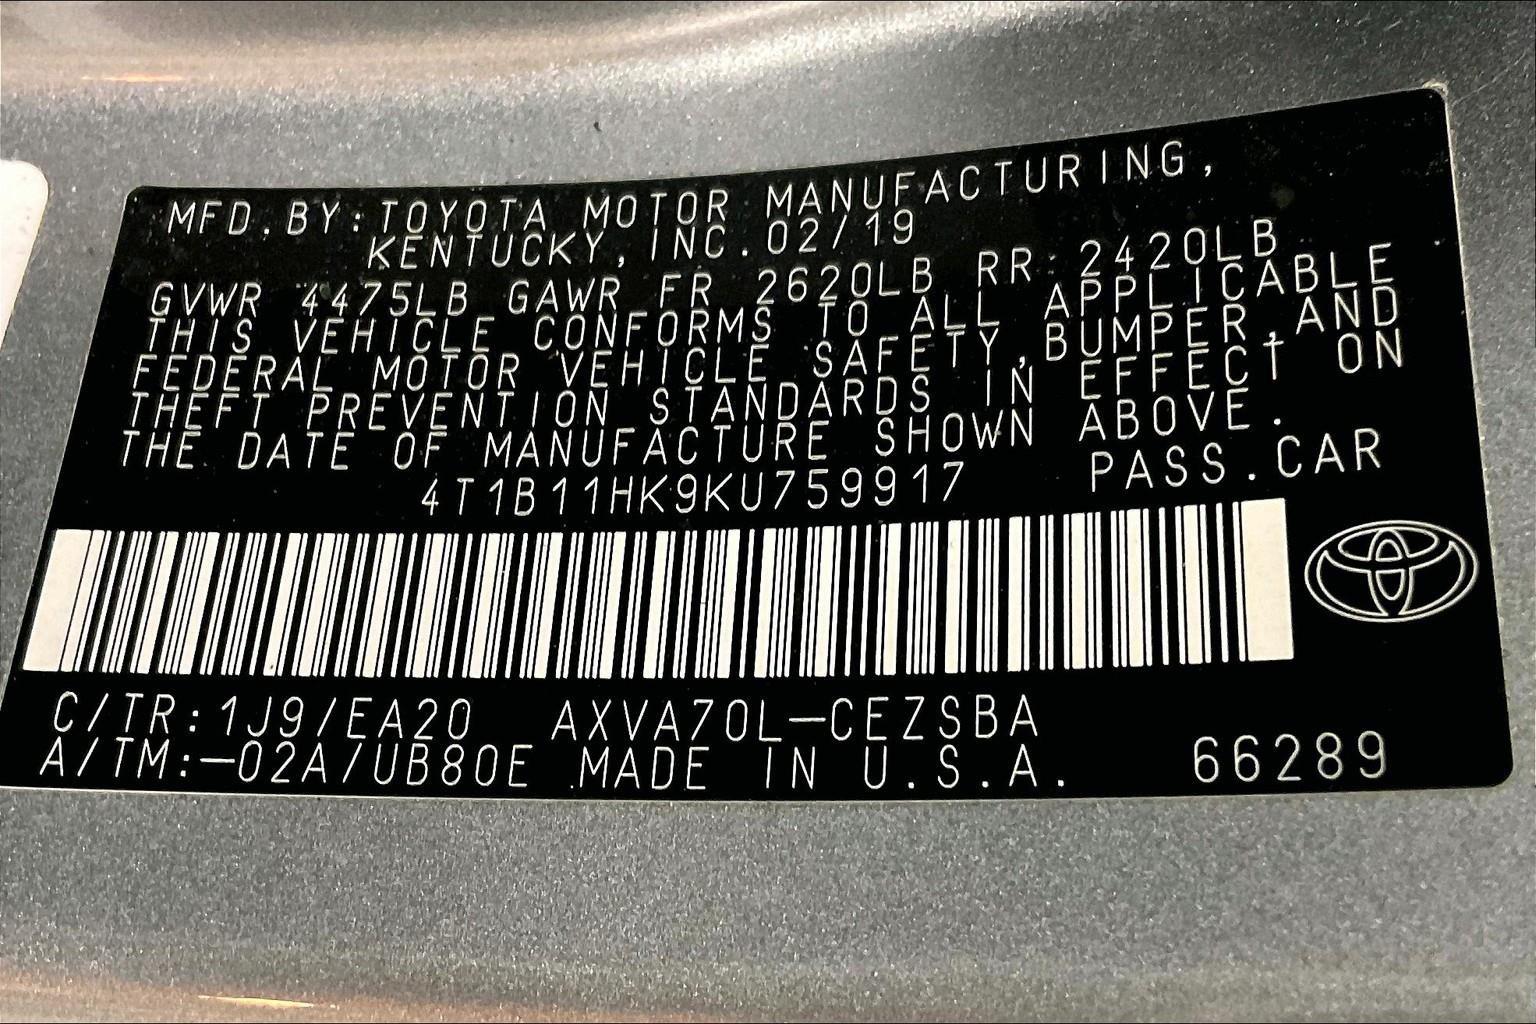 MFD. BY: TOYOTA MOTOR MANUFACTURING,
KENTUCKY, INC. 02/19
GVWR 4475LB GAWR FR 2620LB RR 2420LB
THIS VEHICLE CONFORMS TO ALL APPLICABLE
FEDERAL MOTOR VEHICLE SAFETY, BUMPER, AND
THEFT PREVENTION STANDARDS IN EFFECT ON
THE DATE OF MANUFACTURE SHOWN ABOVE.
4T1B11HK9KU759917 PASS. CAR
C/TR: 1J9/EA20 AXVA70L-CEZSBA
A/TM:-02A/UB80E MADE IN U.S.A. 66289